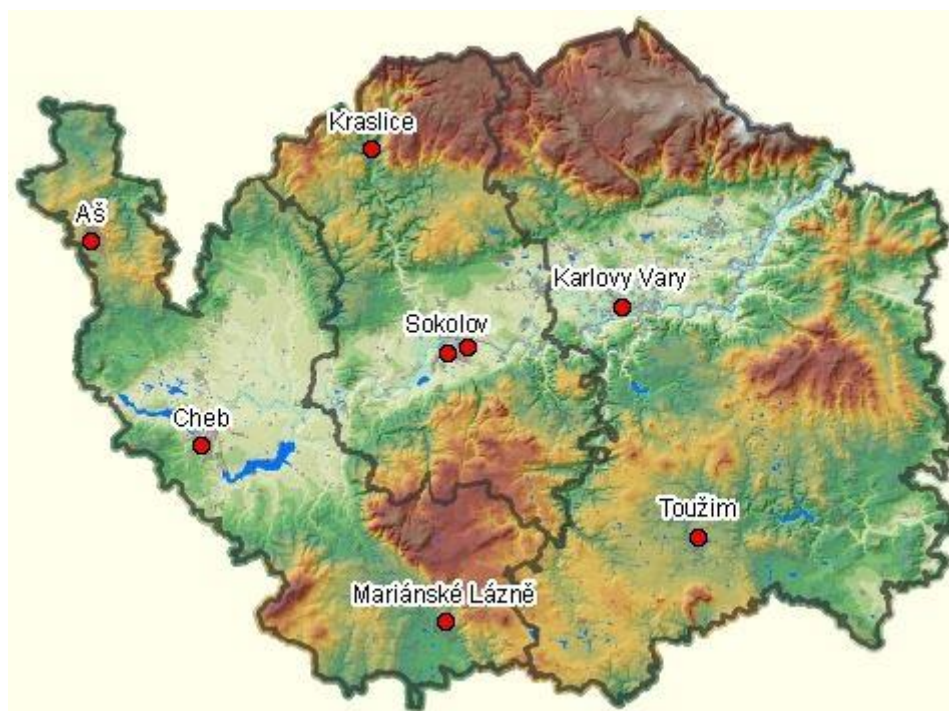 Kraslice
Aš
Karlovy Vary
Sokolov
Cheb
Toužim
Mariánské Lázně